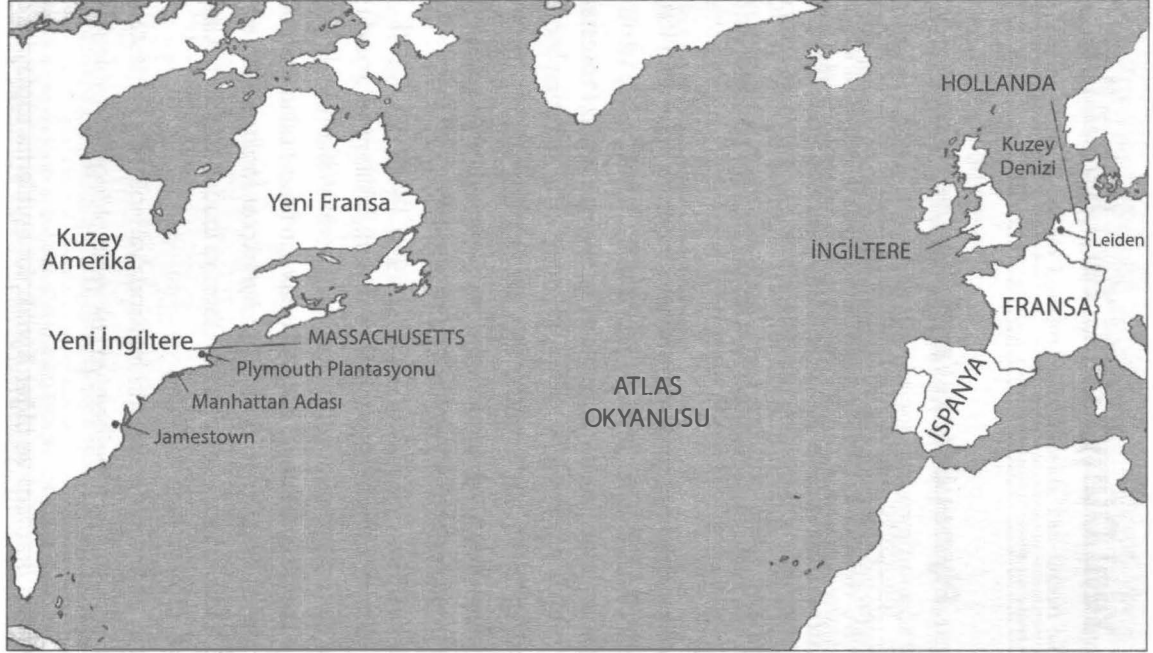 HOLLANDA
Kuzey
Denizi
Yeni Fransa
Kuzey
Amerika
İNGİLTERE
Leiden
FRANSA
Yeni İngiltere
MASSACHUSETTS
Plymouth Plantasyonu
Manhattan Adası
ATLAS
OKYANUSU
İSPANYA
Jamestown